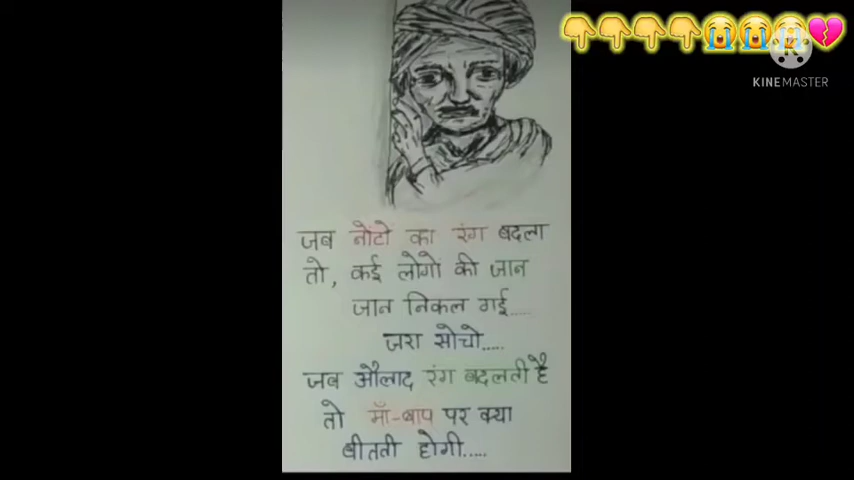 K
KINEMASTER
जब नोंटो का रंग बदला
तो, कई लोगो की जान
जान निकल गई.....
जरा सोचो.....
जब औलाद रंग बदलती है
तो माँ-बाप पर क्या
बीतती होगी.....